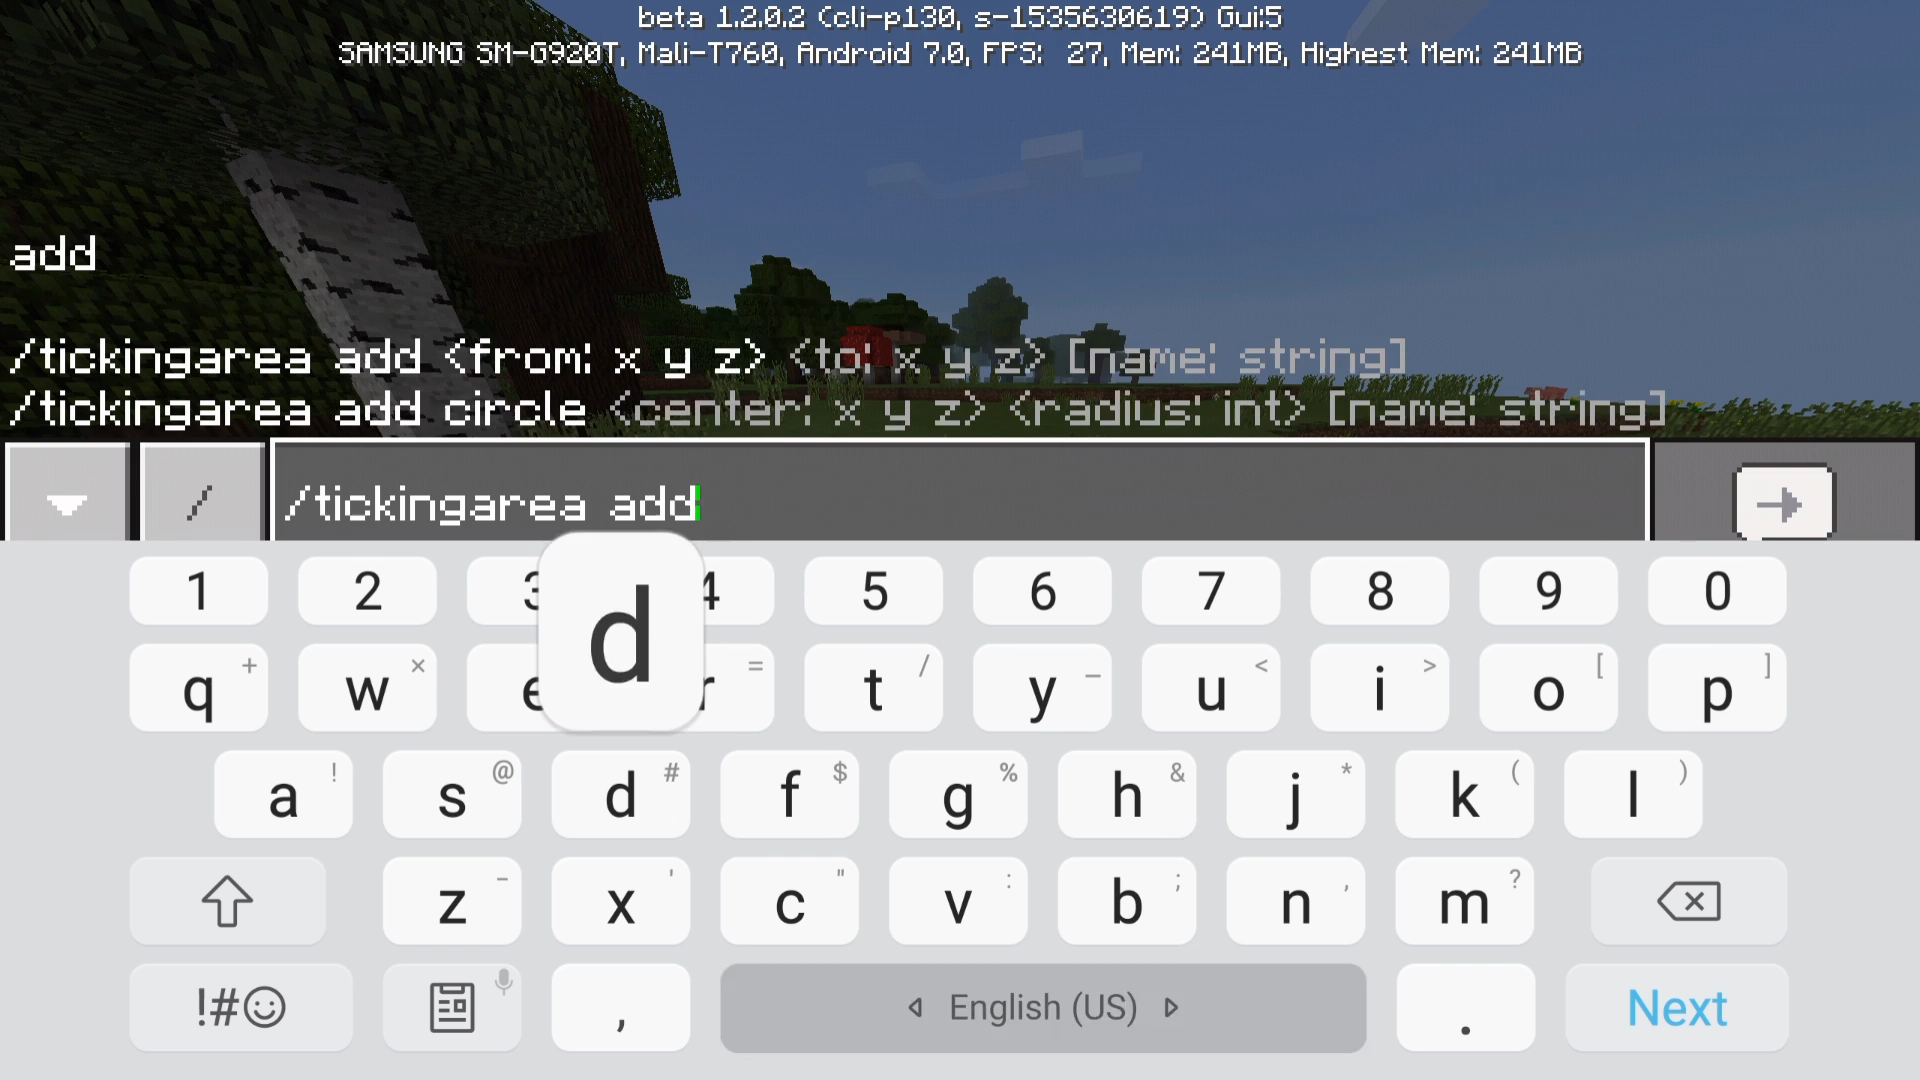 beta 1.2.0.2 (cli-p130, s-1535630619) Gui:5
SAMSUNG SM-G920T, Mali-T760, Android 7.0, FPS: 27, Mem: 241MB, Highest Mem: 241MB
add
/tickingarea add <from: x y z> <to: x y z> [name: string]
/tickingarea add circle <center: x y z> <radius: int> [name: string]
/ /tickingarea add
1 2 3 4 5 6 7 8 9 0
d
q + w × e r = t / y – u < i > o [ p ]
a ! s @ d # f $ g % h & j * k ( l )
z - x ' c " v : b ; n , m ?
!#☺ , English (US) . Next